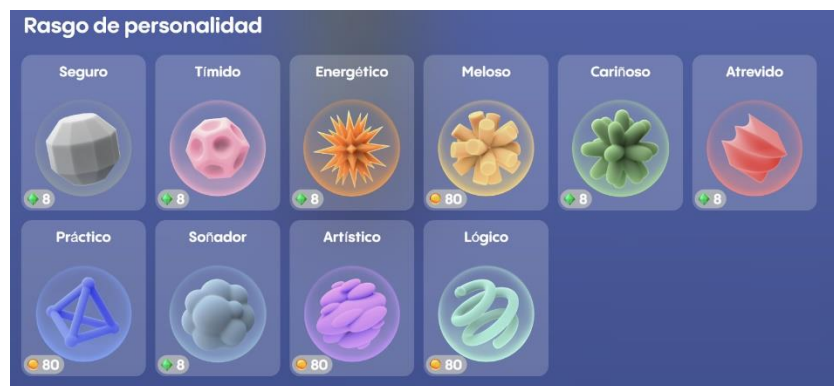 Rasgo de personalidad
Seguro
Tímido
Energético
Meloso
Cariñoso
Atrevido
8
8
8
80
8
8
Práctico
Soñador
Artístico
Lógico
80
8
80
80